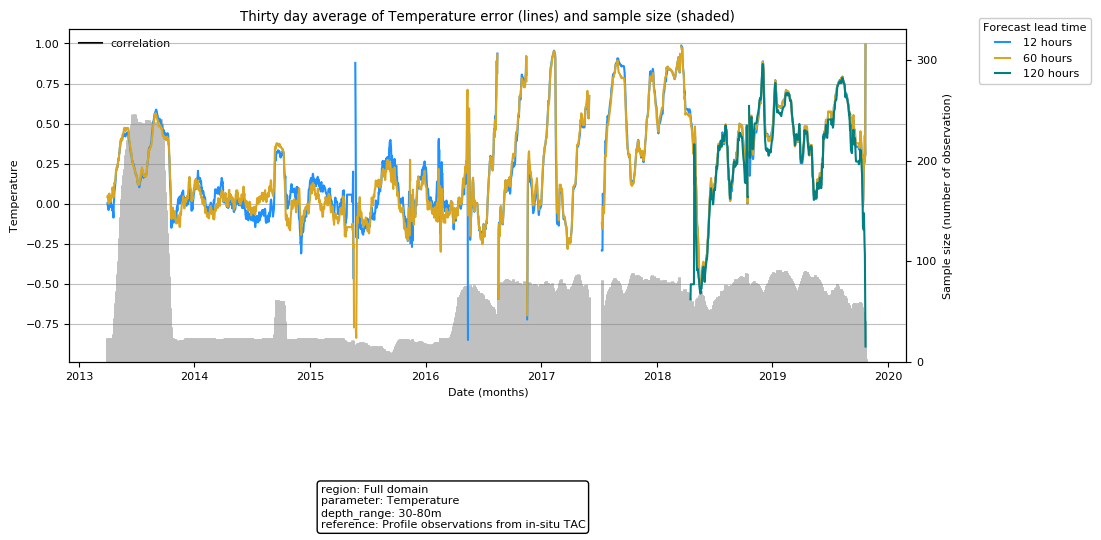 Thirty day average of Temperature error (lines) and sample size (shaded)
Forecast lead time
12 hours
60 hours
120 hours
correlation
1.00
0.75
0.50
0.25
0.00
−0.25
−0.50
−0.75
Temperature
300
200
100
0
Sample size (number of observation)
2013 2014 2015 2016 2017 2018 2019 2020
Date (months)
region: Full domain
parameter: Temperature
depth_range: 30-80m
reference: Profile observations from in-situ TAC